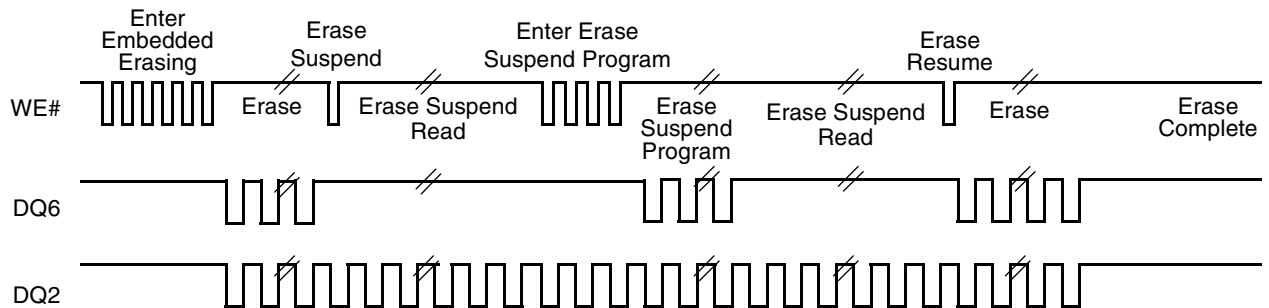 Enter
Embedded
Erasing
Erase
Suspend
Enter Erase
Suspend Program
Erase
Resume
WE#
Erase
Erase Suspend
Read
Erase
Suspend
Program
Erase Suspend
Read
Erase
Erase
Complete
DQ6
DQ2